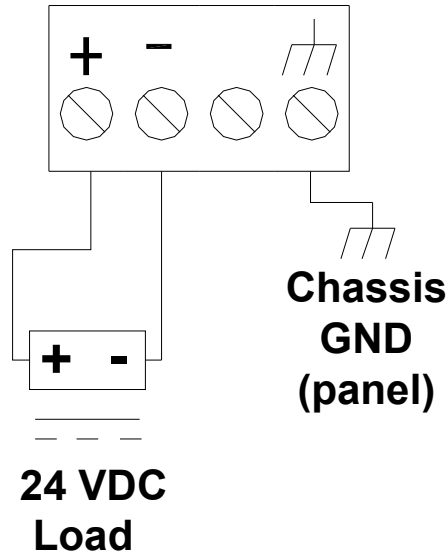 + -
Chassis
GND
(panel)
+ -
24 VDC
Load